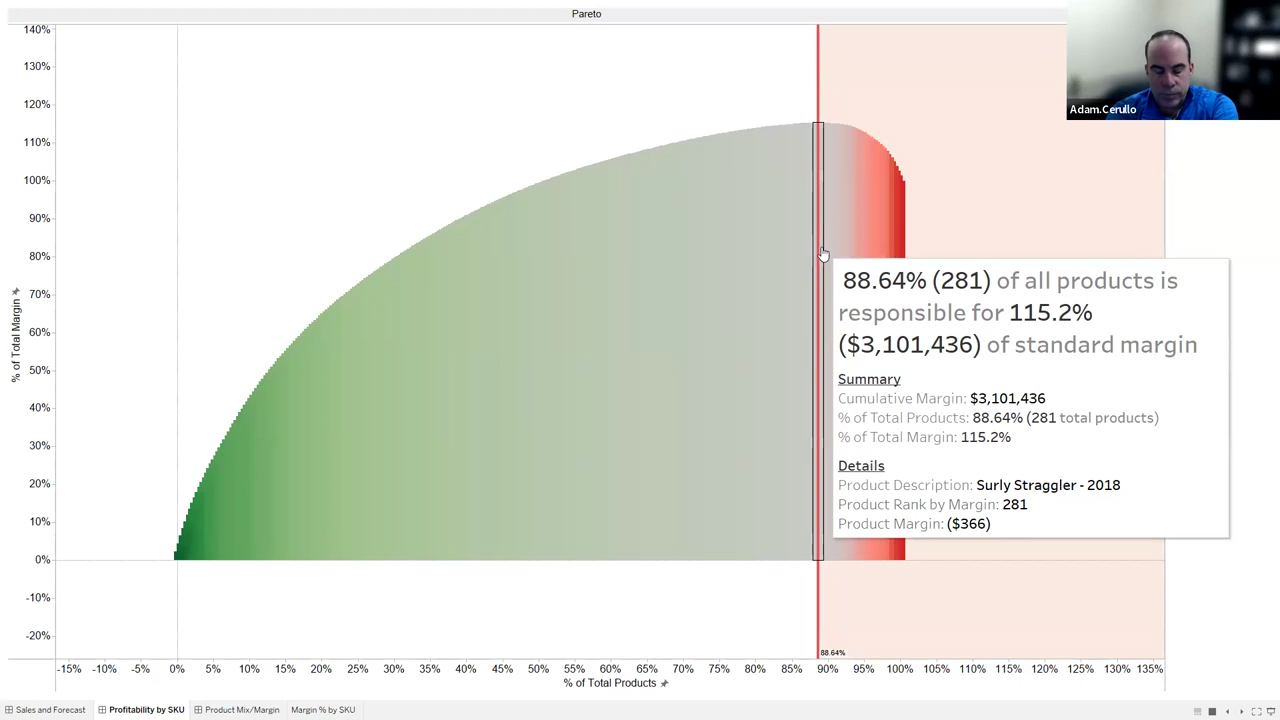 Pareto
Adam.Cerullo
140%
130%
120%
110%
100%
90%
80%
70%
60%
50%
40%
30%
20%
10%
0%
-10%
-20%
% of Total Margin
88.64% (281) of all products is
responsible for 115.2%
($3,101,436) of standard margin
Summary
Cumulative Margin: $3,101,436
% of Total Products: 88.64% (281 total products)
% of Total Margin: 115.2%
Details
Product Description: Surly Straggler - 2018
Product Rank by Margin: 281
Product Margin: ($366)
88.64%
-15% -10% -5% 0% 5% 10% 15% 20% 25% 30% 35% 40% 45% 50% 55% 60% 65% 70% 75% 80% 85% 90% 95% 100% 105% 110% 115% 120% 125% 130% 135%
% of Total Products
Sales and Forecast Profitability by SKU Product Mix/Margin Margin % by SKU